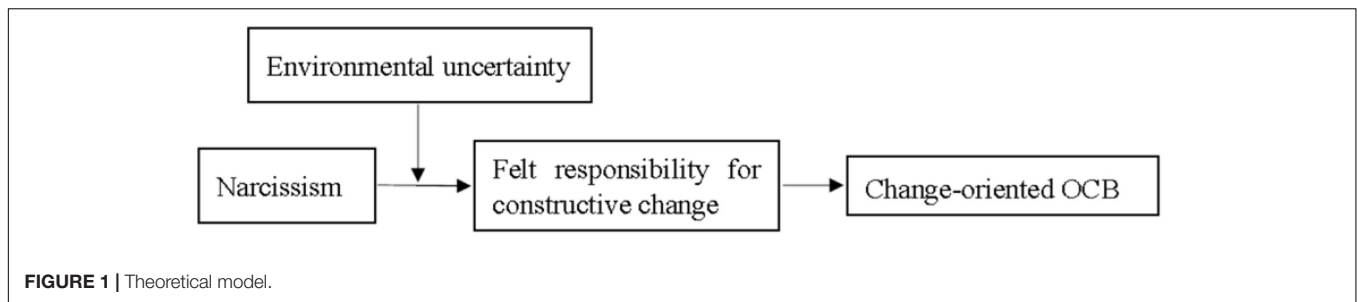 Environmental uncertainty
Narcissism
Felt responsibility for
constructive change
Change-oriented OCB
FIGURE 1 | Theoretical model.